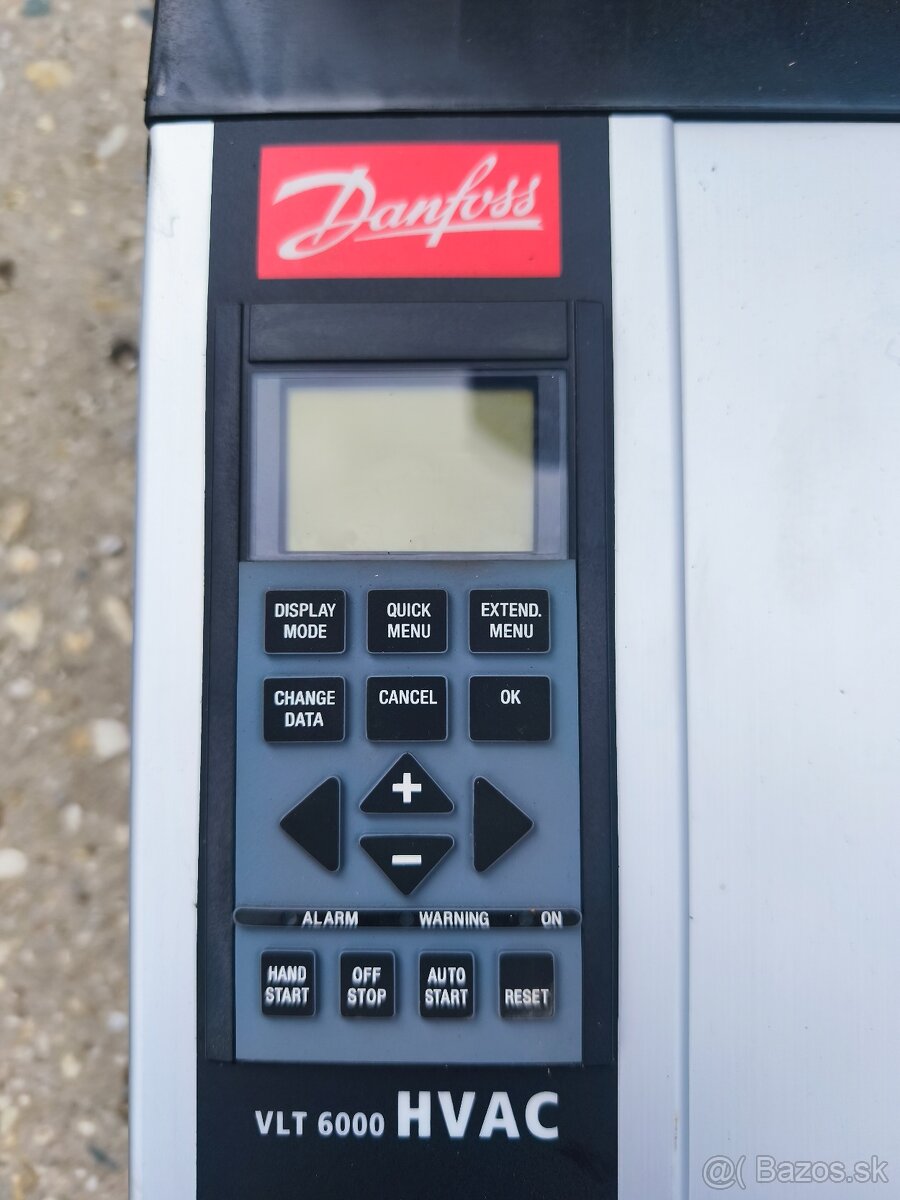 Danfoss
DISPLAY MODE
QUICK MENU
EXTEND. MENU
CHANGE DATA
CANCEL
OK
+
−
ALARM WARNING ON
HAND START
OFF STOP
AUTO START
RESET
VLT 6000 HVAC
@( Bazos.sk